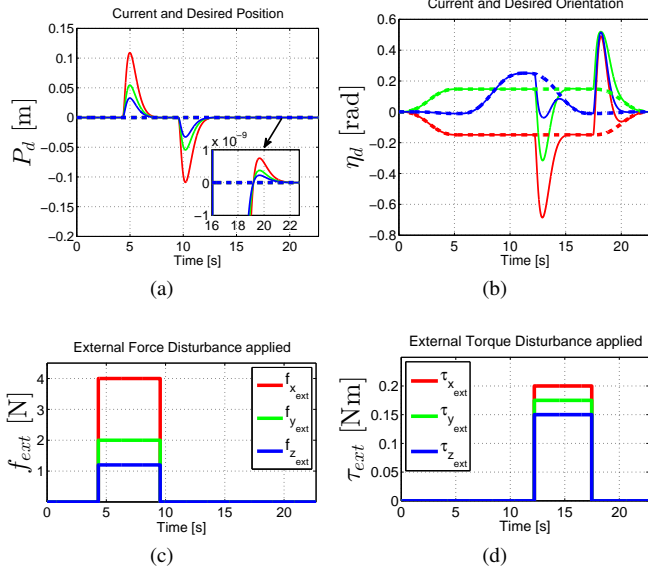 Current and Desired Position
0.15
0.1
0.05
0
−0.05
−0.1
−0.15
−0.2
P_d [m]
x 10^−9
1
0
−1
16 18 20 22
0 5 10 15 20
Time [s]
(a)
Current and Desired Orientation
0.6
0.4
0.2
0
−0.2
−0.4
−0.6
−0.8
η_d [rad]
0 5 10 15 20
Time [s]
(b)
External Force Disturbance applied
4
3
2
1
f_ext [N]
f_x_ext
f_y_ext
f_z_ext
0 5 10 15 20
Time [s]
(c)
External Torque Disturbance applied
0.2
0.15
0.1
0.05
0
τ_ext [Nm]
τ_x_ext
τ_y_ext
τ_z_ext
0 5 10 15 20
Time [s]
(d)